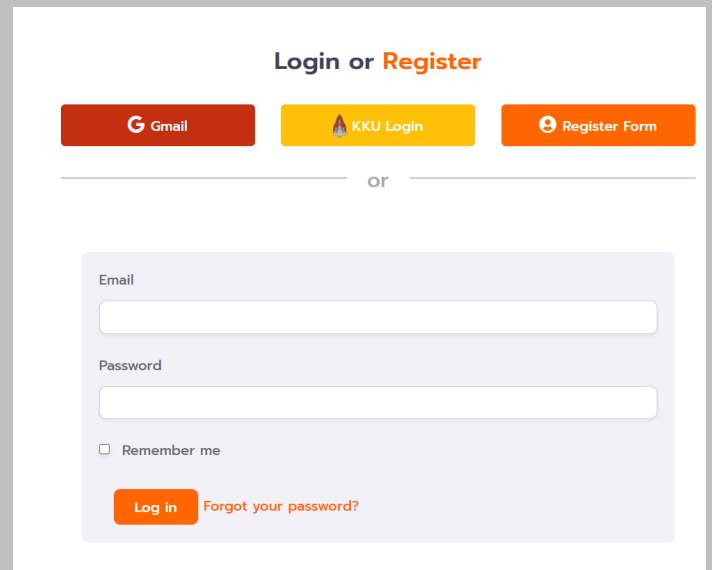 Login or Register
Gmail
KKU Login
Register Form
or
Email
Password
Remember me
Log in Forgot your password?